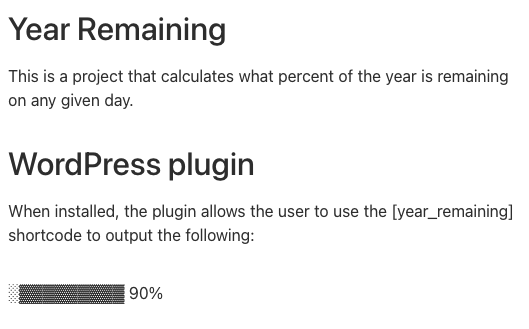 Year Remaining
This is a project that calculates what percent of the year is remaining
on any given day.
WordPress plugin
When installed, the plugin allows the user to use the [year_remaining]
shortcode to output the following:
░▓▓▓▓▓▓▓▓▓ 90%